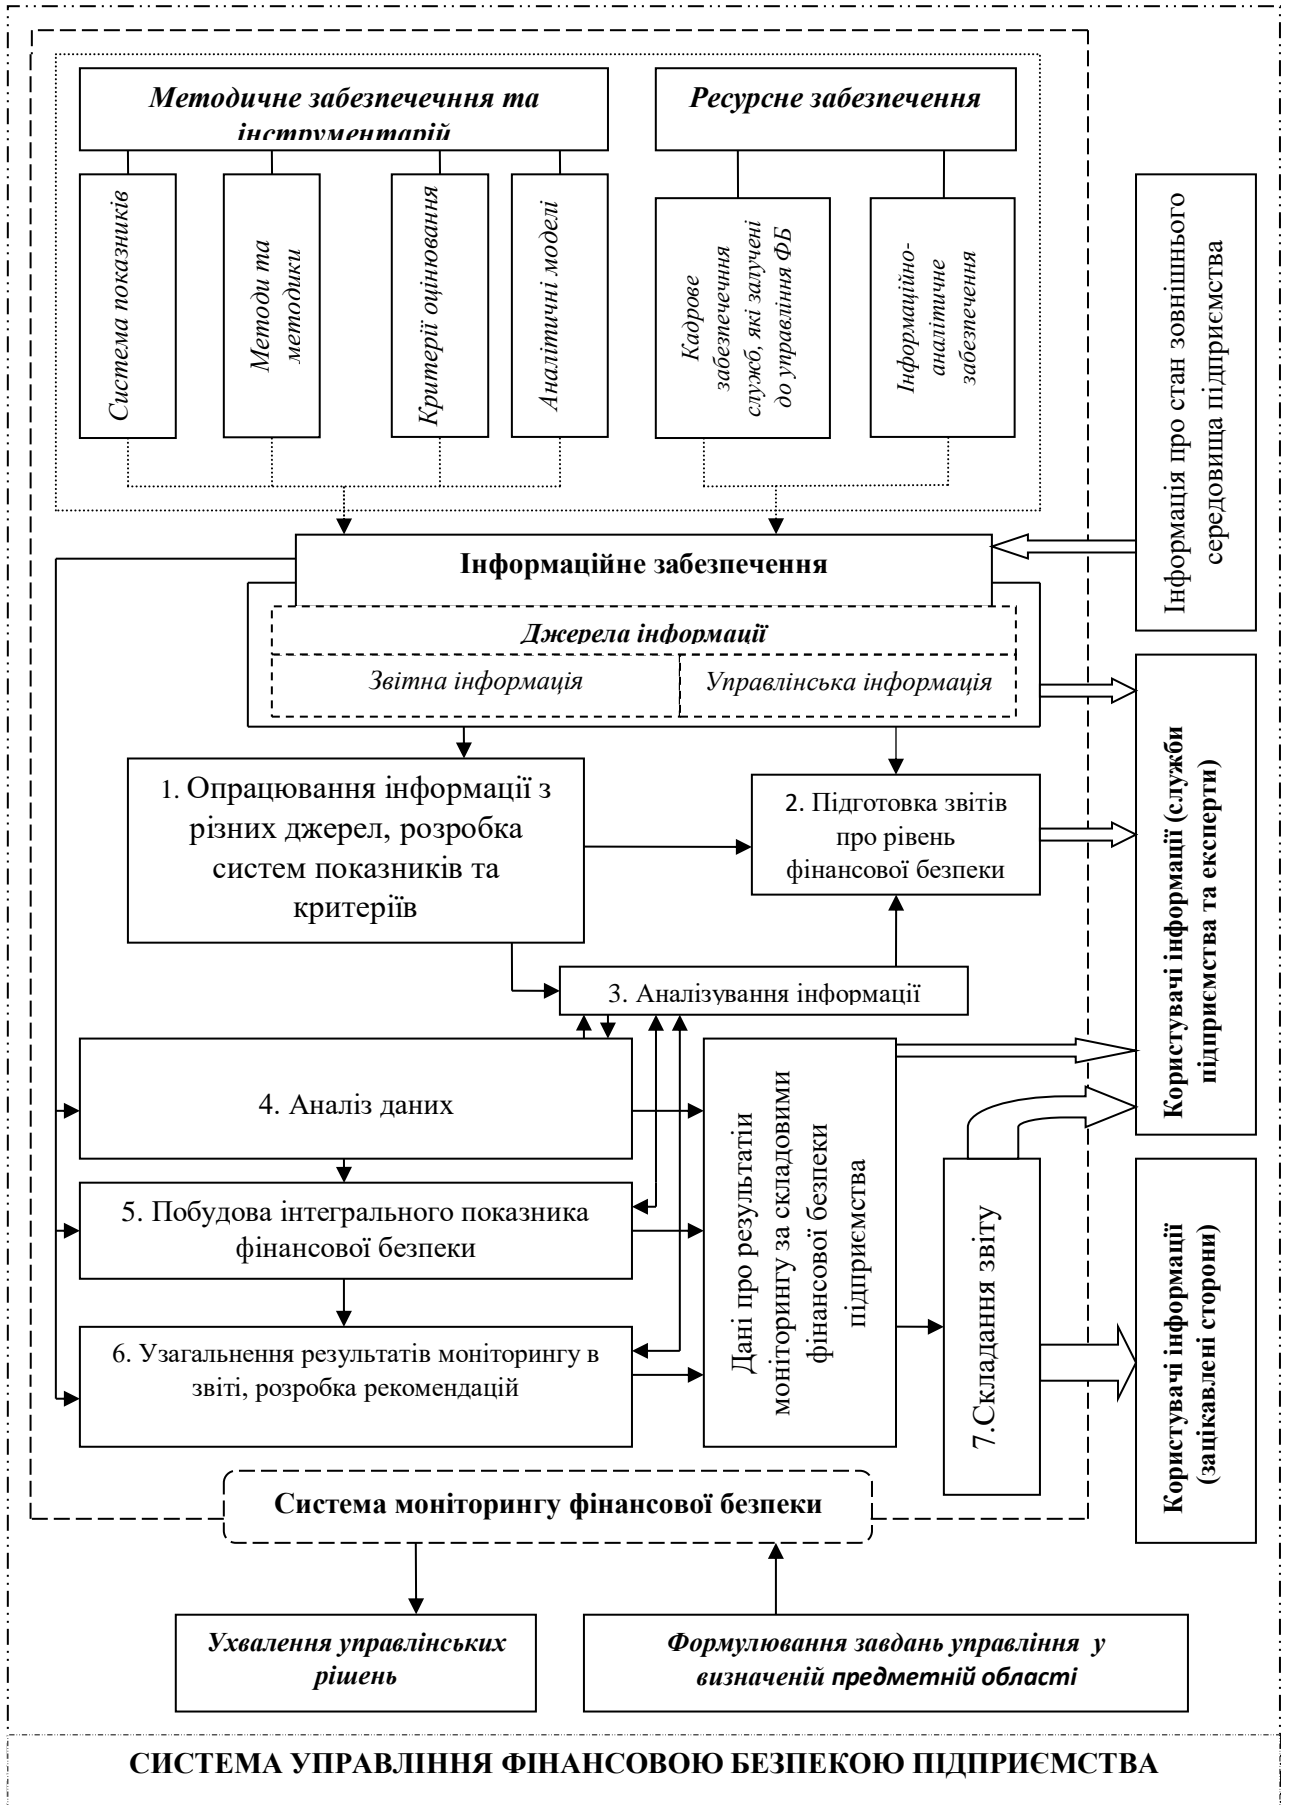 Методичне забезпечечння та
інструментарій
Ресурсне забезпечення
Система показників
Методи та
методики
Критерії оцінювання
Аналітичні моделі
Кадрове
забезпечечння
служб, які залучені
до управління ФБ
Інформаційно-
аналітичне
забезпечення
Інформація про стан зовнішнього
середовища підприємства
Інформаційне забезпечення
Джерела інформації
Звітна інформація
Управлінська інформація
1. Опрацювання інформації з
різних джерел, розробка
систем показників та
критеріїв
2. Підготовка звітів
про рівень
фінансової безпеки
Користувачі інформації (служби
підприємства та експерти)
3. Аналізування інформації
4. Аналіз даних
5. Побудова інтегрального показника
фінансової безпеки
6. Узагальнення результатів моніторингу в
звіті, розробка рекомендацій
Дані про результатіи
моніторингу за складовими
фінансової безпеки
підприємства
7.Складання звіту
Користувачі інформації
(зацікавлені сторони)
Система моніторингу фінансової безпеки
Ухвалення управлінських
рішень
Формулювання завдань управління у
визначеній предметній області
СИСТЕМА УПРАВЛІННЯ ФІНАНСОВОЮ БЕЗПЕКОЮ ПІДПРИЄМСТВА